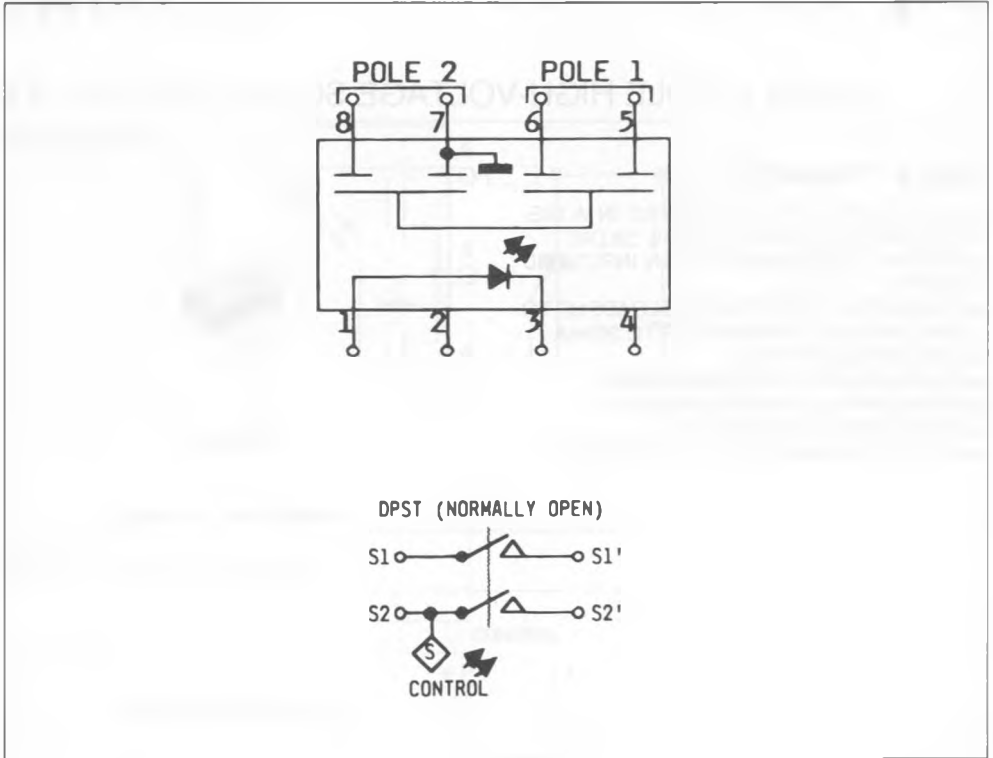 POLE 2 POLE 1
8 7 6 5
1 2 3 4
DPST (NORMALLY OPEN)
S1 S1'
S2 S2'
S
CONTROL